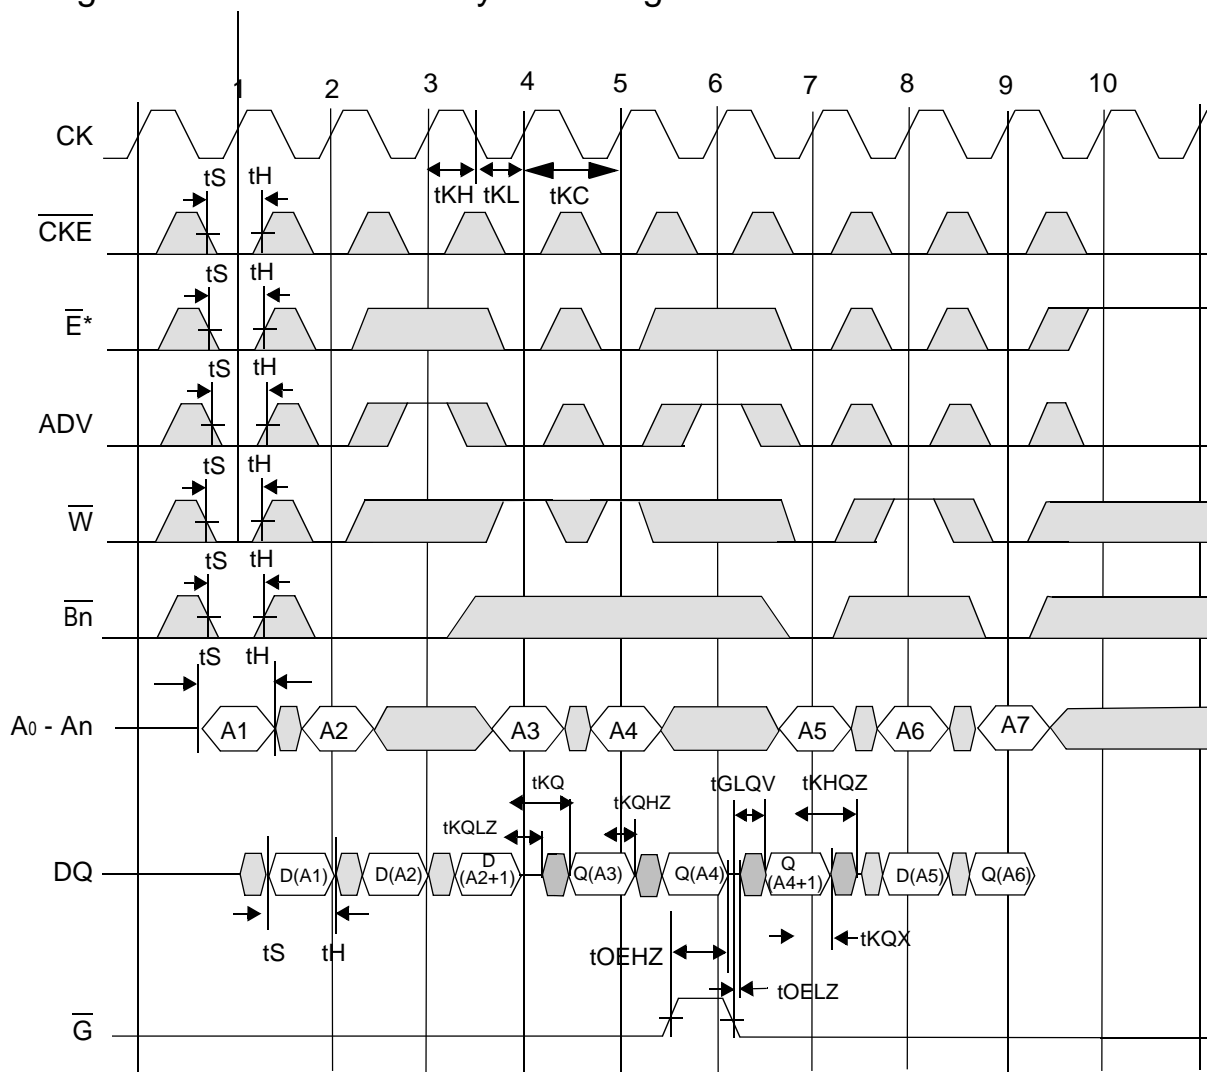 1 2 3 4 5 6 7 8 9 10
CK
tS tH tKH tKL tKC
CKE
tS tH
E*
tS tH
ADV
tS tH
W
tS tH
Bn
tS tH
A0 - An A1 A2 A3 A4 A5 A6 A7
tKQ tGLQV tKHQZ
tKQHZ
tKQLZ
DQ D(A1) D(A2) D (A2+1) Q(A3) Q(A4) Q (A4+1) D(A5) Q(A6)
tS tH tOEHZ tKQX
tOELZ
G